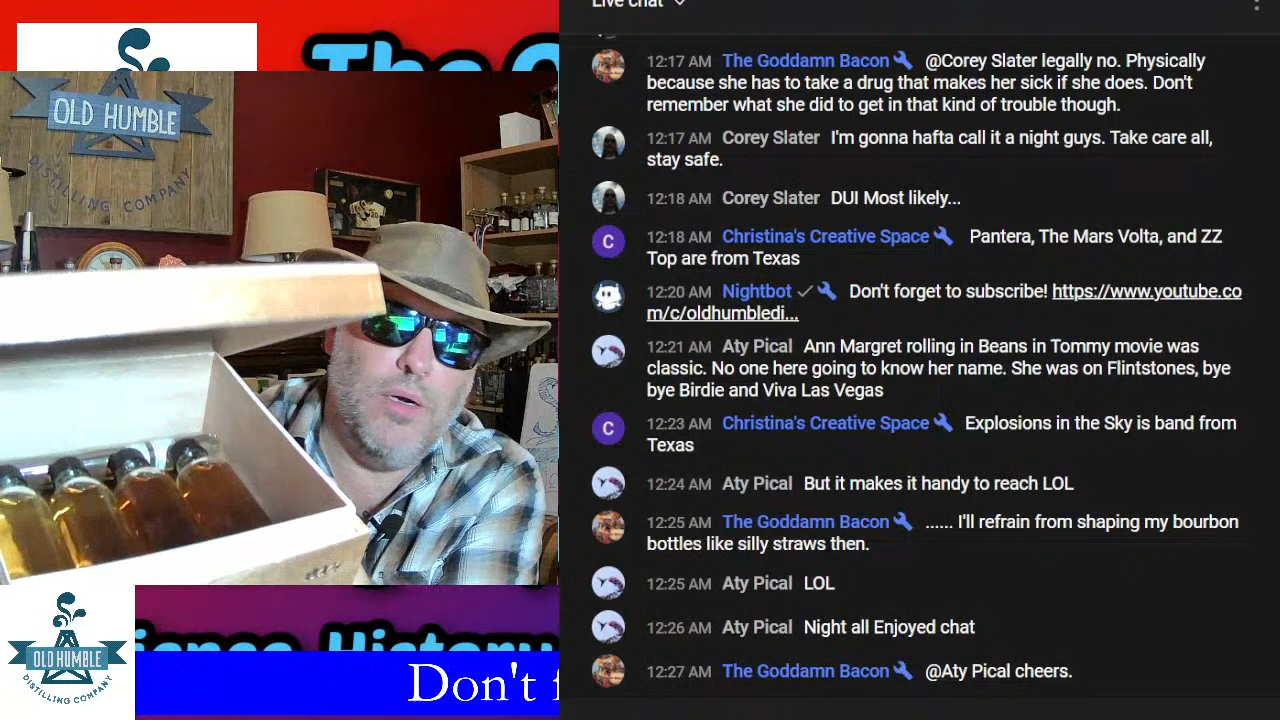 The
OLD HUMBLE
DISTILLING COMPANY
OLD HUMBLE
DISTILLING COMPANY
History
Don't f
Live chat
12:17 AM The Goddamn Bacon @Corey Slater legally no. Physically
because she has to take a drug that makes her sick if she does. Don't
remember what she did to get in that kind of trouble though.
12:17 AM Corey Slater I'm gonna hafta call it a night guys. Take care all,
stay safe.
12:18 AM Corey Slater DUI Most likely...
C
12:18 AM Christina's Creative Space Pantera, The Mars Volta, and ZZ
Top are from Texas
12:20 AM Nightbot Don't forget to subscribe! https://www.youtube.co
m/c/oldhumbledi...
12:21 AM Aty Pical Ann Margret rolling in Beans in Tommy movie was
classic. No one here going to know her name. She was on Flintstones, bye
bye Birdie and Viva Las Vegas
C
12:23 AM Christina's Creative Space Explosions in the Sky is band from
Texas
12:24 AM Aty Pical But it makes it handy to reach LOL
12:25 AM The Goddamn Bacon ...... I'll refrain from shaping my bourbon
bottles like silly straws then.
12:25 AM Aty Pical LOL
12:26 AM Aty Pical Night all Enjoyed chat
12:27 AM The Goddamn Bacon @Aty Pical cheers.